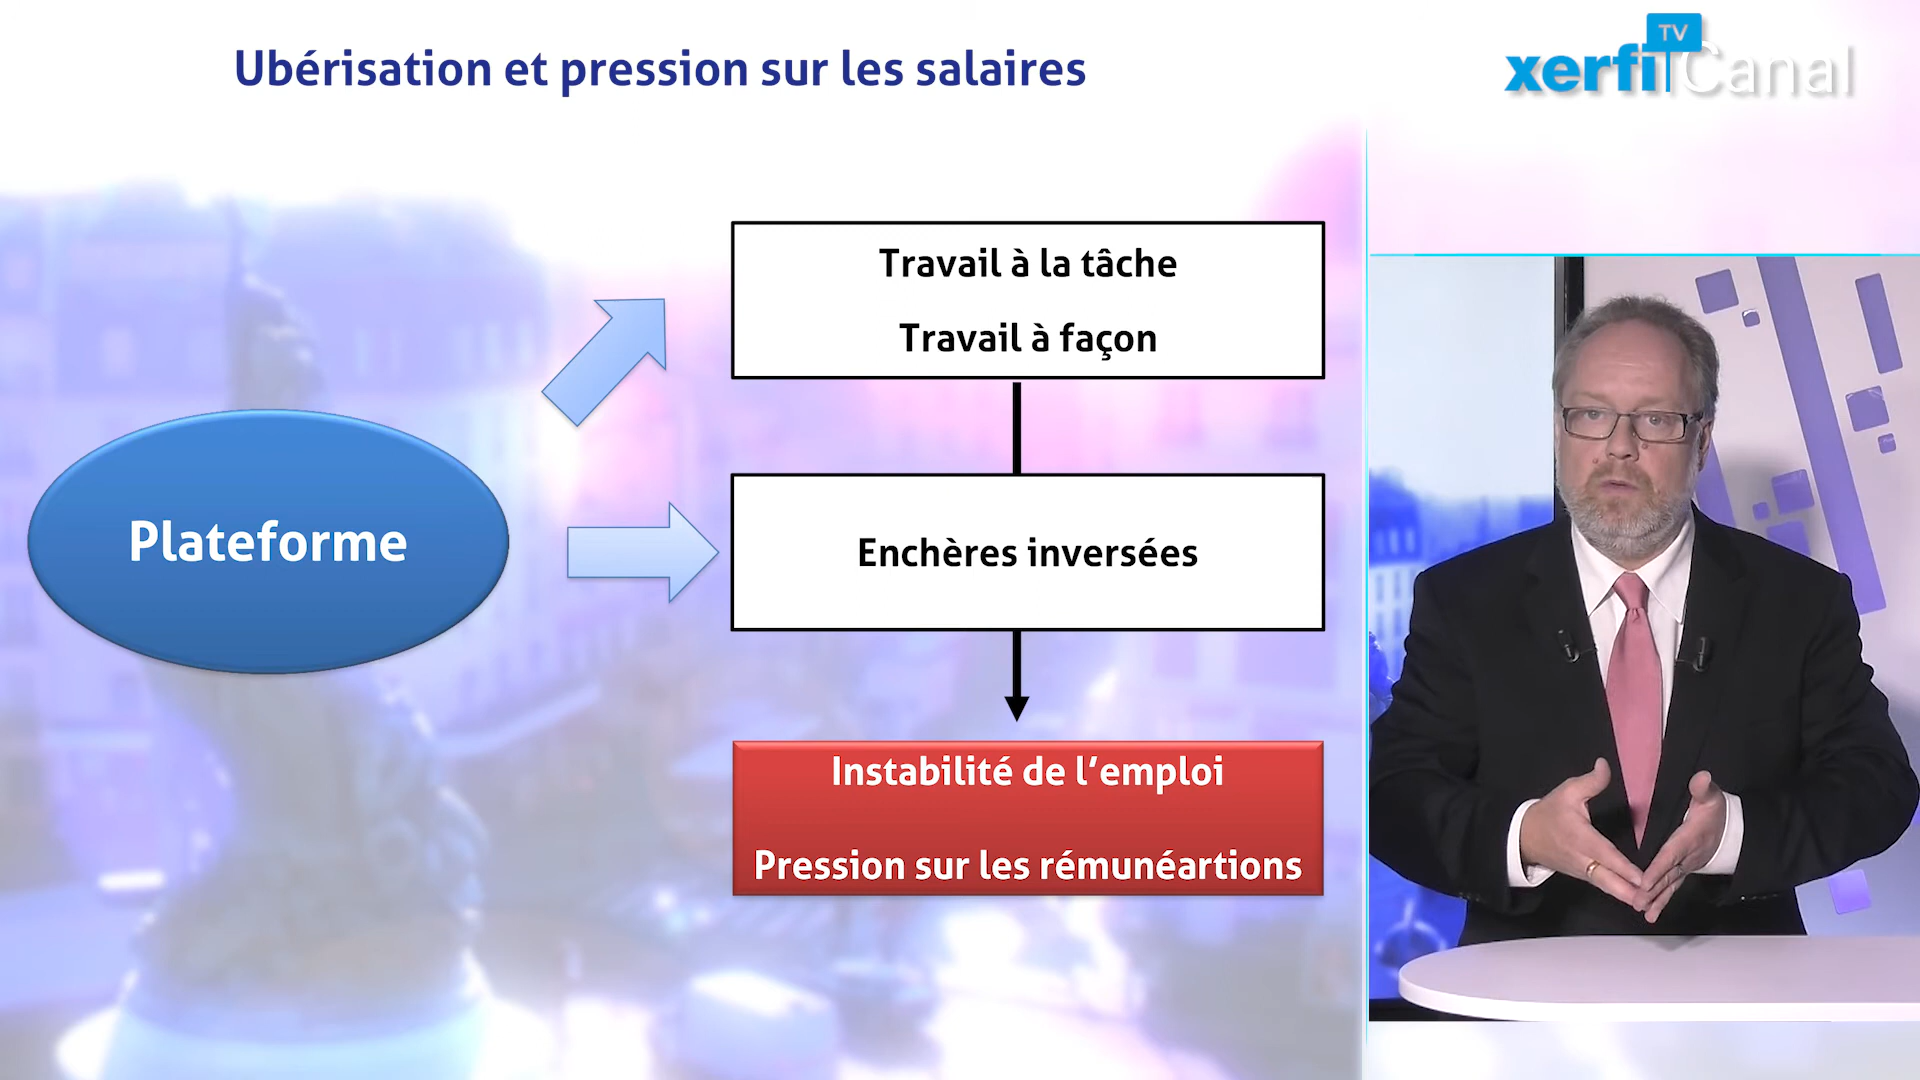 Ubérisation et pression sur les salaires
xerfi TV Canal
Travail à la tâche
Travail à façon
Plateforme
Enchères inversées
Instabilité de l’emploi
Pression sur les rémunéartions